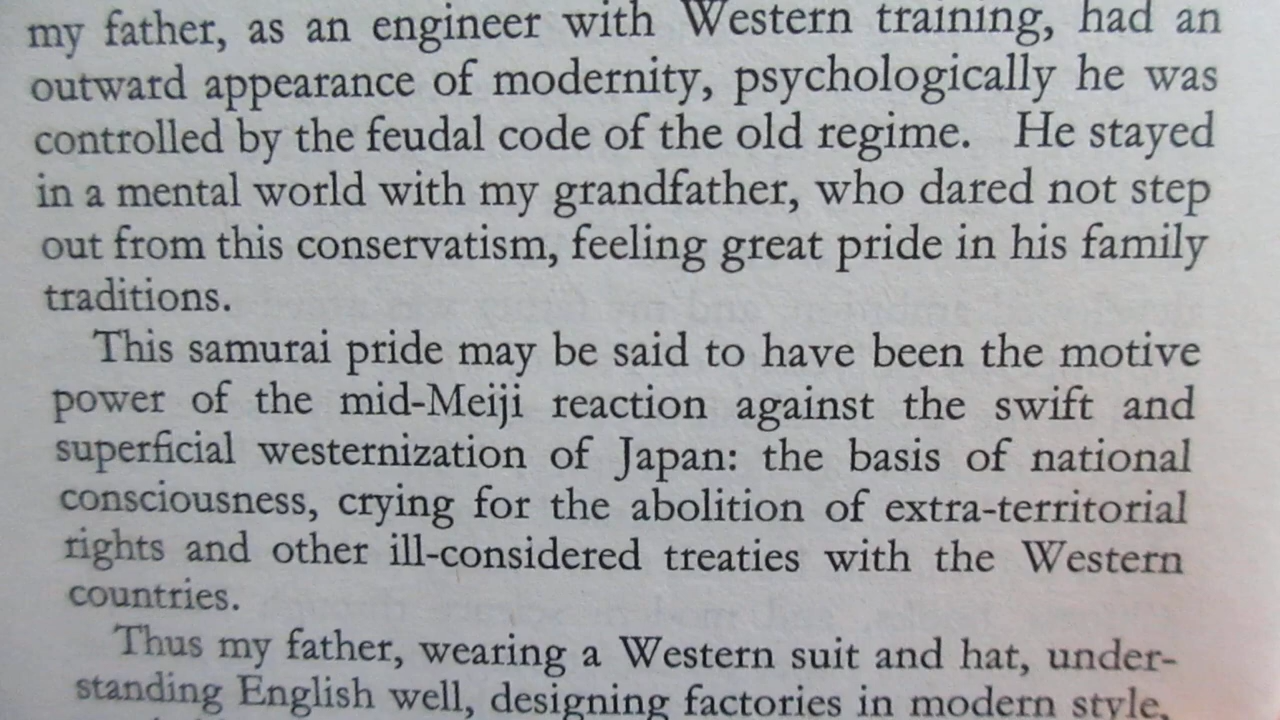 my father, as an engineer with Western training, had an
outward appearance of modernity, psychologically he was
controlled by the feudal code of the old regime. He stayed
in a mental world with my grandfather, who dared not step
out from this conservatism, feeling great pride in his family
traditions.
This samurai pride may be said to have been the motive
power of the mid-Meiji reaction against the swift and
superficial westernization of Japan: the basis of national
consciousness, crying for the abolition of extra-territorial
rights and other ill-considered treaties with the Western
countries.
Thus my father, wearing a Western suit and hat, under-
standing English well, designing factories in modern style,